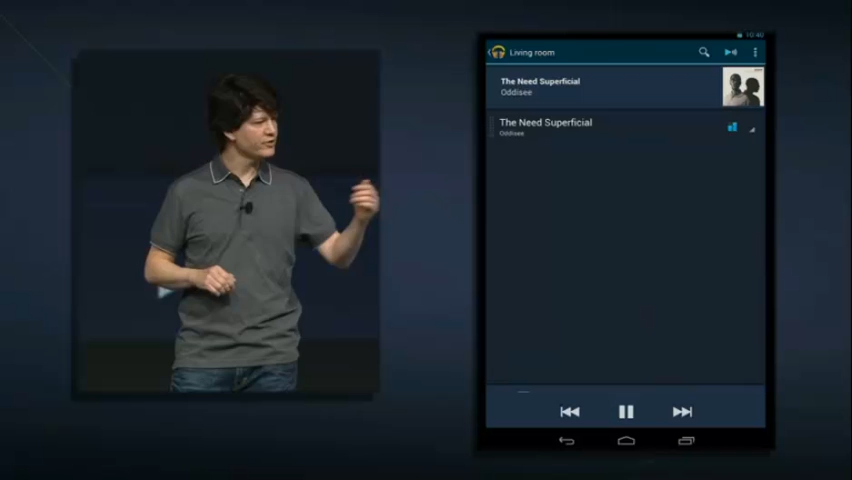 10:40
Living room
The Need Superficial
Oddisee
The Need Superficial
Oddisee